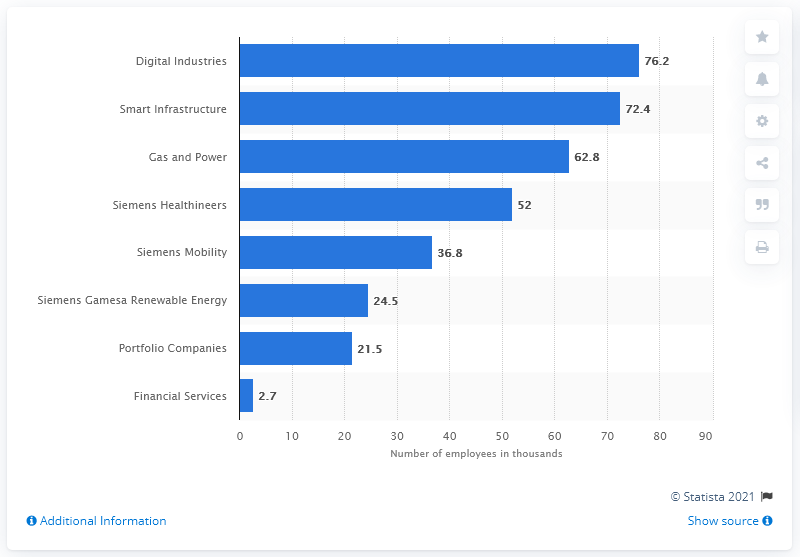 Digital Industries 76.2
Smart Infrastructure 72.4
Gas and Power 62.8
Siemens Healthineers 52
Siemens Mobility 36.8
Siemens Gamesa Renewable Energy 24.5
Portfolio Companies 21.5
Financial Services 2.7
0 10 20 30 40 50 60 70 80 90
Number of employees in thousands
© Statista 2021
Additional Information Show source